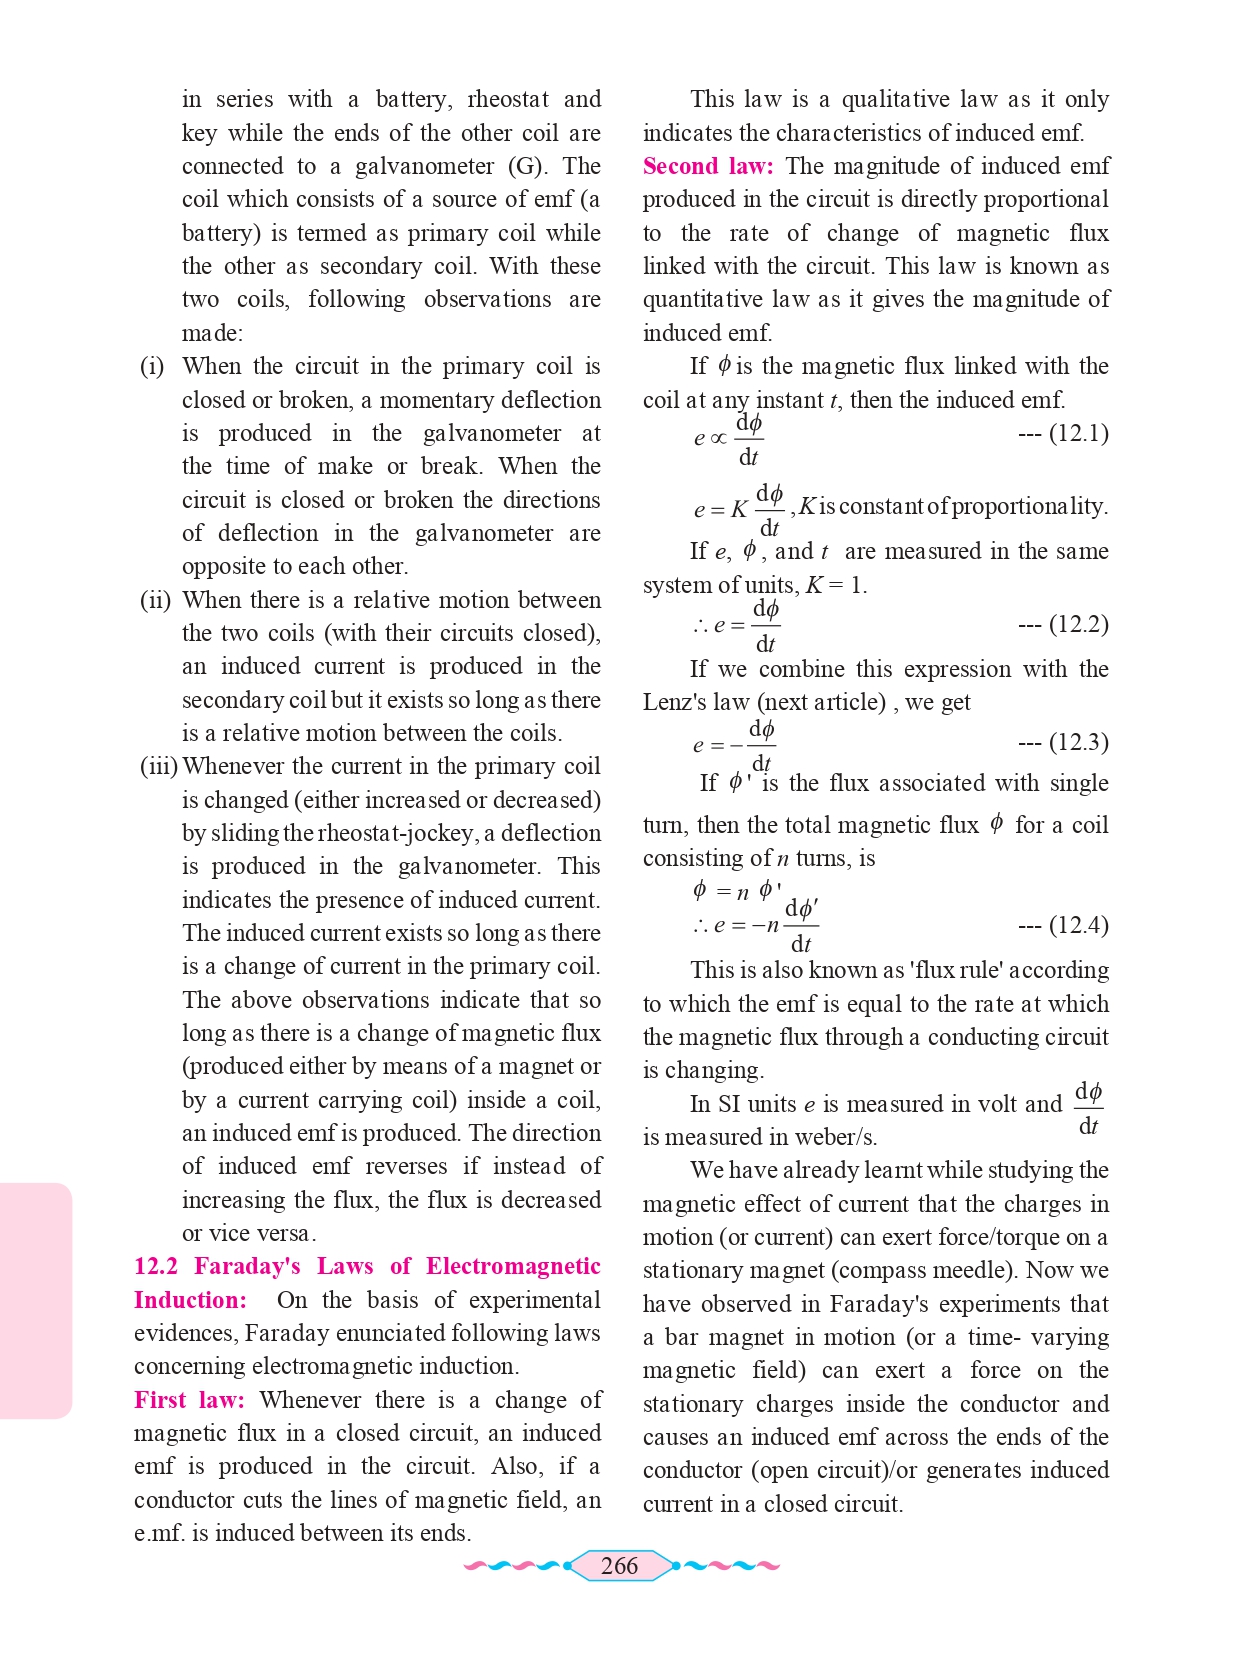 in series with a battery, rheostat and
key while the ends of the other coil are
connected to a galvanometer (G). The
coil which consists of a source of emf (a
battery) is termed as primary coil while
the other as secondary coil. With these
two coils, following observations are
made:
(i) When the circuit in the primary coil is
closed or broken, a momentary deflection
is produced in the galvanometer at
the time of make or break. When the
circuit is closed or broken the directions
of deflection in the galvanometer are
opposite to each other.
(ii) When there is a relative motion between
the two coils (with their circuits closed),
an induced current is produced in the
secondary coil but it exists so long as there
is a relative motion between the coils.
(iii) Whenever the current in the primary coil
is changed (either increased or decreased)
by sliding the rheostat-jockey, a deflection
is produced in the galvanometer. This
indicates the presence of induced current.
The induced current exists so long as there
is a change of current in the primary coil.
The above observations indicate that so
long as there is a change of magnetic flux
(produced either by means of a magnet or
by a current carrying coil) inside a coil,
an induced emf is produced. The direction
of induced emf reverses if instead of
increasing the flux, the flux is decreased
or vice versa.
12.2 Faraday's Laws of Electromagnetic
Induction: On the basis of experimental
evidences, Faraday enunciated following laws
concerning electromagnetic induction.
First law: Whenever there is a change of
magnetic flux in a closed circuit, an induced
emf is produced in the circuit. Also, if a
conductor cuts the lines of magnetic field, an
e.mf. is induced between its ends.
This law is a qualitative law as it only
indicates the characteristics of induced emf.
Second law: The magnitude of induced emf
produced in the circuit is directly proportional
to the rate of change of magnetic flux
linked with the circuit. This law is known as
quantitative law as it gives the magnitude of
induced emf.
If ϕ is the magnetic flux linked with the
coil at any instant t, then the induced emf.
e ∝ dϕ/dt --- (12.1)
e = K dϕ/dt , K is constant of proportionality.
If e, ϕ, and t are measured in the same
system of units, K = 1.
∴ e = dϕ/dt --- (12.2)
If we combine this expression with the
Lenz's law (next article) , we get
e = − dϕ/dt --- (12.3)
If ϕ' is the flux associated with single
turn, then the total magnetic flux ϕ for a coil
consisting of n turns, is
ϕ = n ϕ'
∴ e = −n dϕ′/dt --- (12.4)
This is also known as 'flux rule' according
to which the emf is equal to the rate at which
the magnetic flux through a conducting circuit
is changing.
In SI units e is measured in volt and dϕ/dt
is measured in weber/s.
We have already learnt while studying the
magnetic effect of current that the charges in
motion (or current) can exert force/torque on a
stationary magnet (compass meedle). Now we
have observed in Faraday's experiments that
a bar magnet in motion (or a time- varying
magnetic field) can exert a force on the
stationary charges inside the conductor and
causes an induced emf across the ends of the
conductor (open circuit)/or generates induced
current in a closed circuit.
266